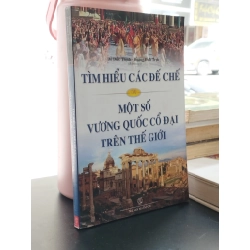 TÌM HIỂU CÁC ĐẾ CHẾ
MỘT SỐ
VƯƠNG QUỐC CỔ ĐẠI
TRÊN THẾ GIỚI